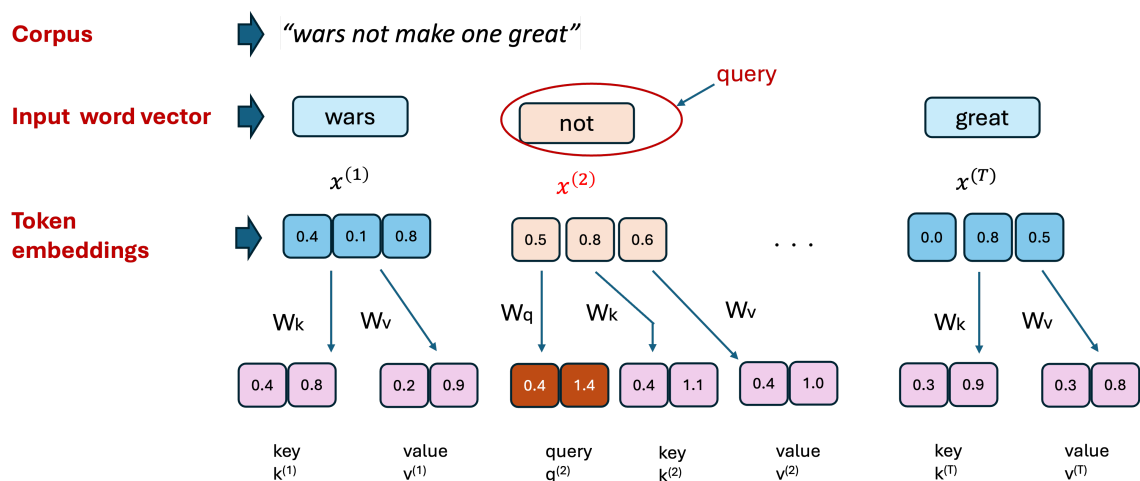 Corpus
“wars not make one great”
query
Input word vector
wars
not
great
x(1)
x(2)
x(T)
Token
embeddings
0.4 0.1 0.8
0.5 0.8 0.6
. . .
0.0 0.8 0.5
Wk
Wv
Wq
Wk
Wv
Wk
Wv
0.4 0.8
0.2 0.9
0.4 1.4
0.4 1.1
0.4 1.0
0.3 0.9
0.3 0.8
key
k(1)
value
v(1)
query
q(2)
key
k(2)
value
v(2)
key
k(T)
value
v(T)